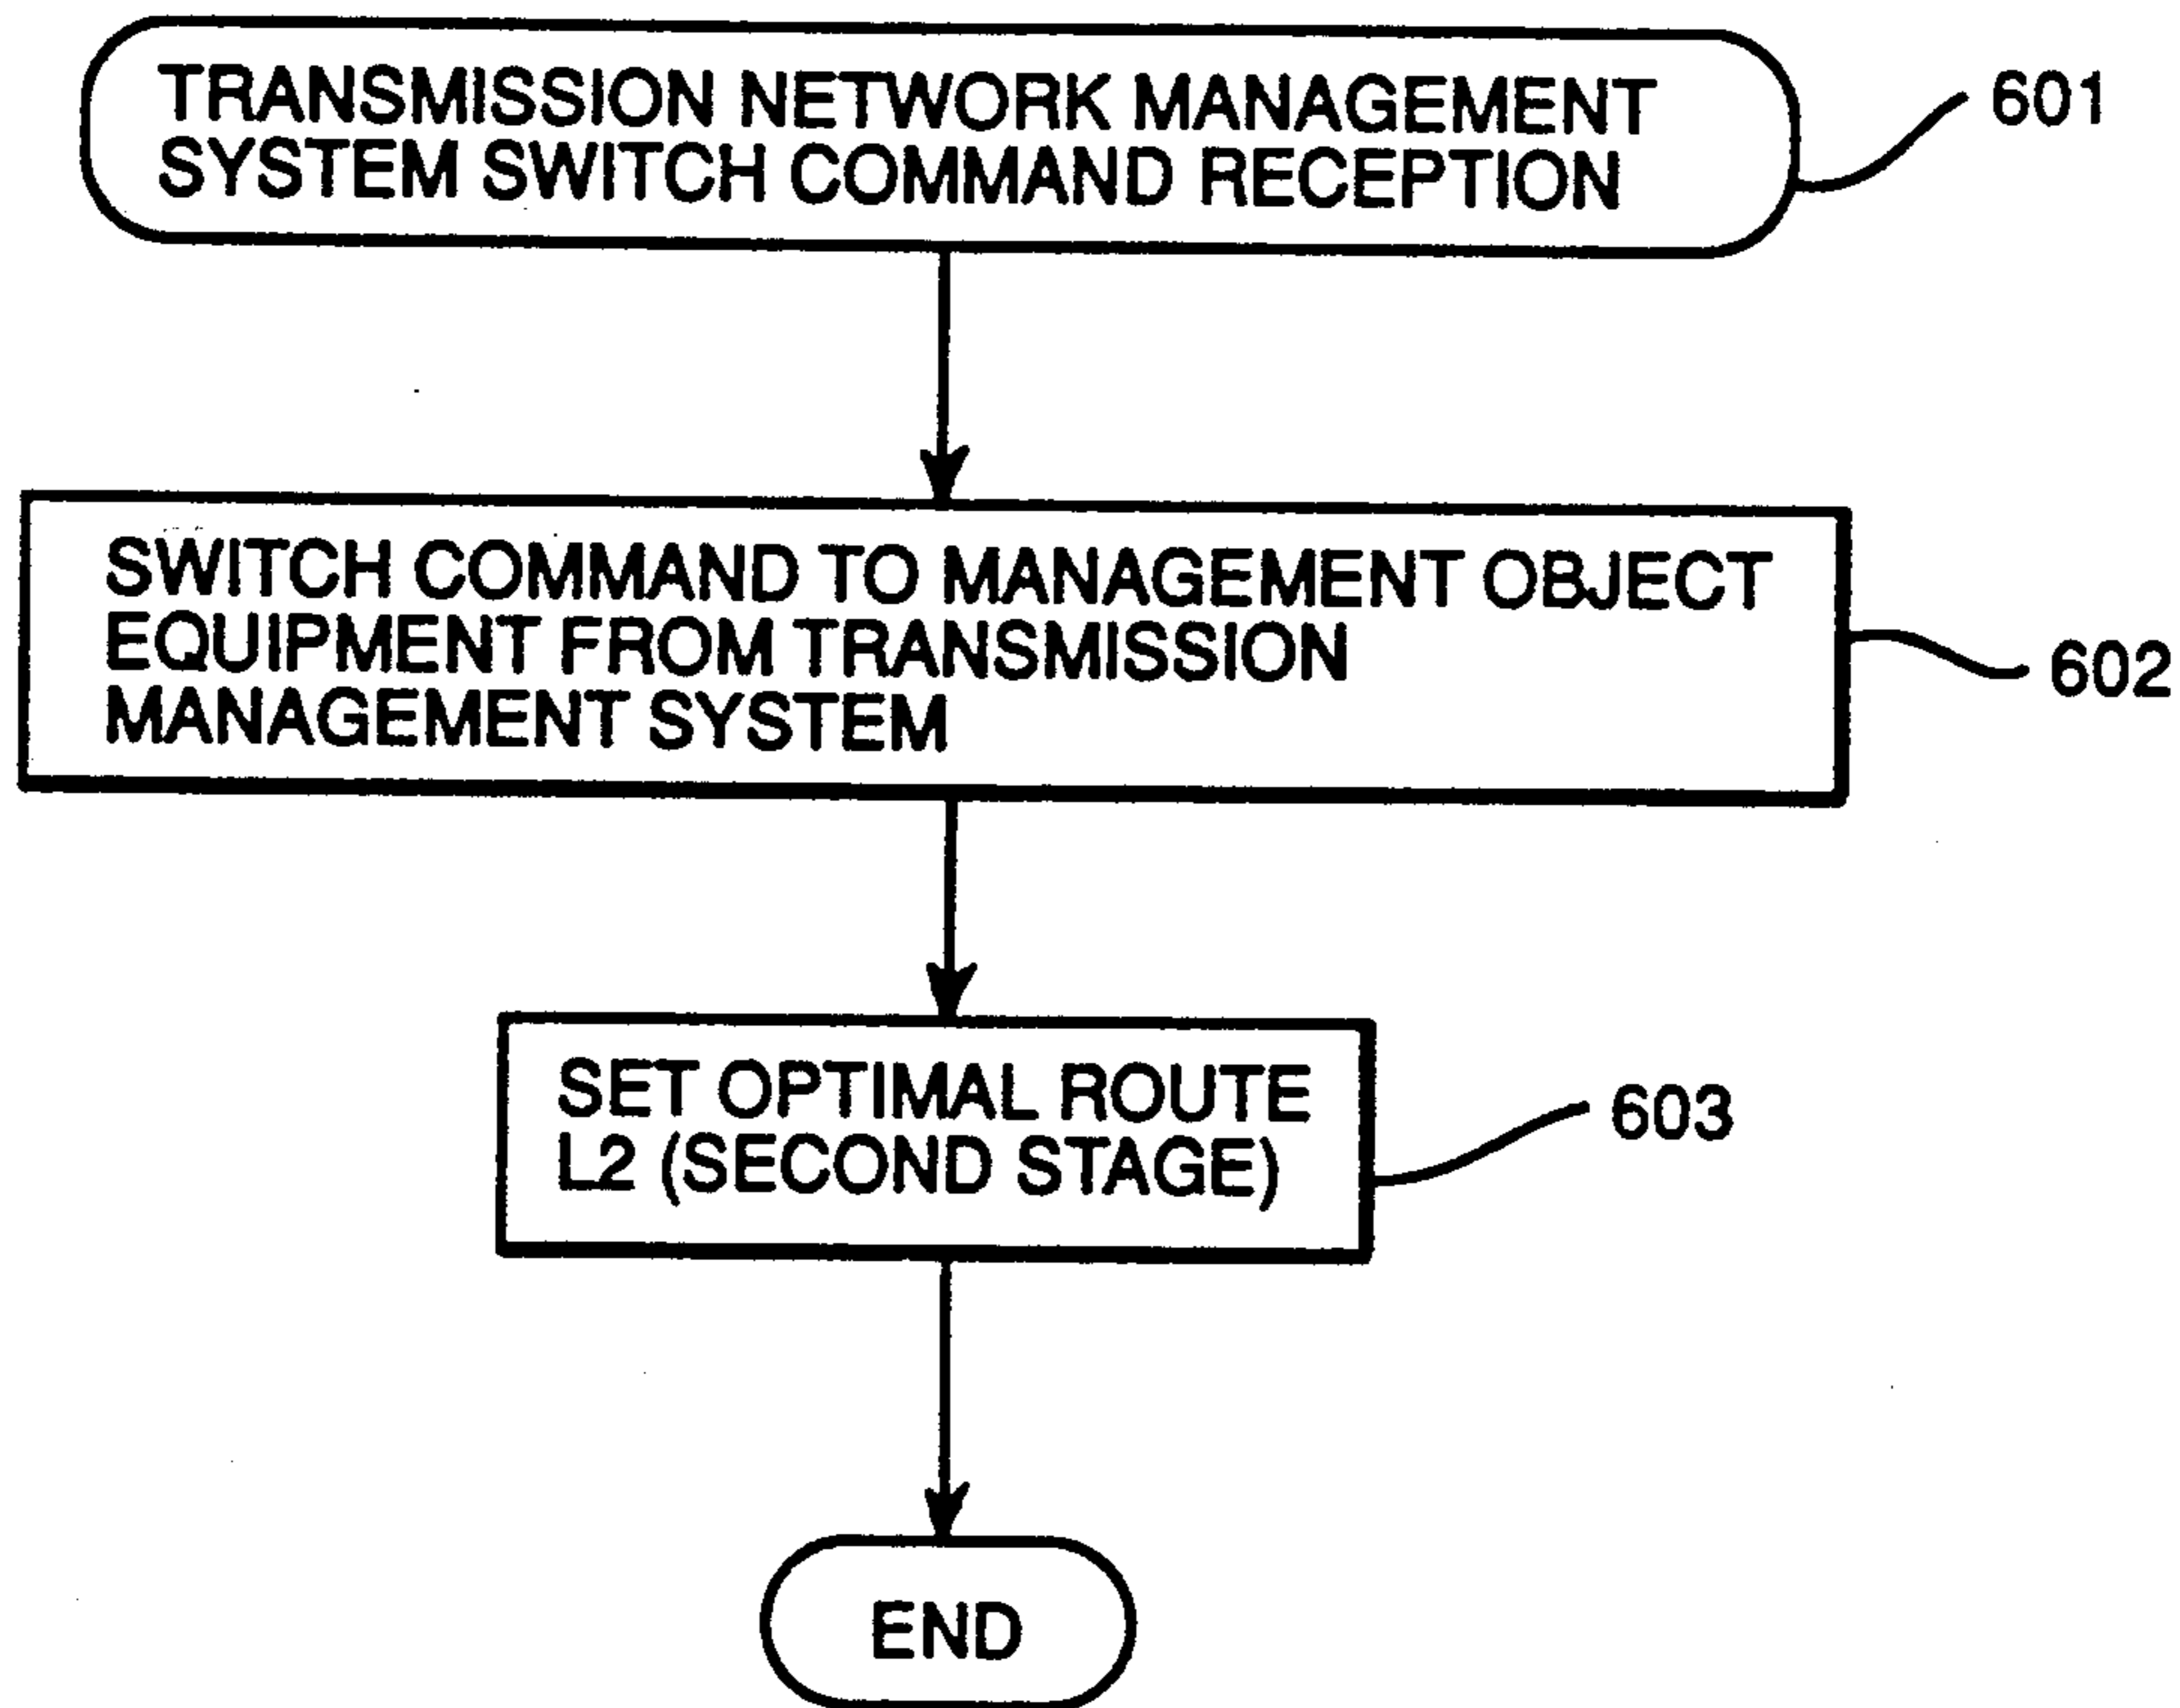 TRANSMISSION NETWORK MANAGEMENT
SYSTEM SWITCH COMMAND RECEPTION
601
SWITCH COMMAND TO MANAGEMENT OBJECT
EQUIPMENT FROM TRANSMISSION
MANAGEMENT SYSTEM
602
SET OPTIMAL ROUTE
L2 (SECOND STAGE)
603
END